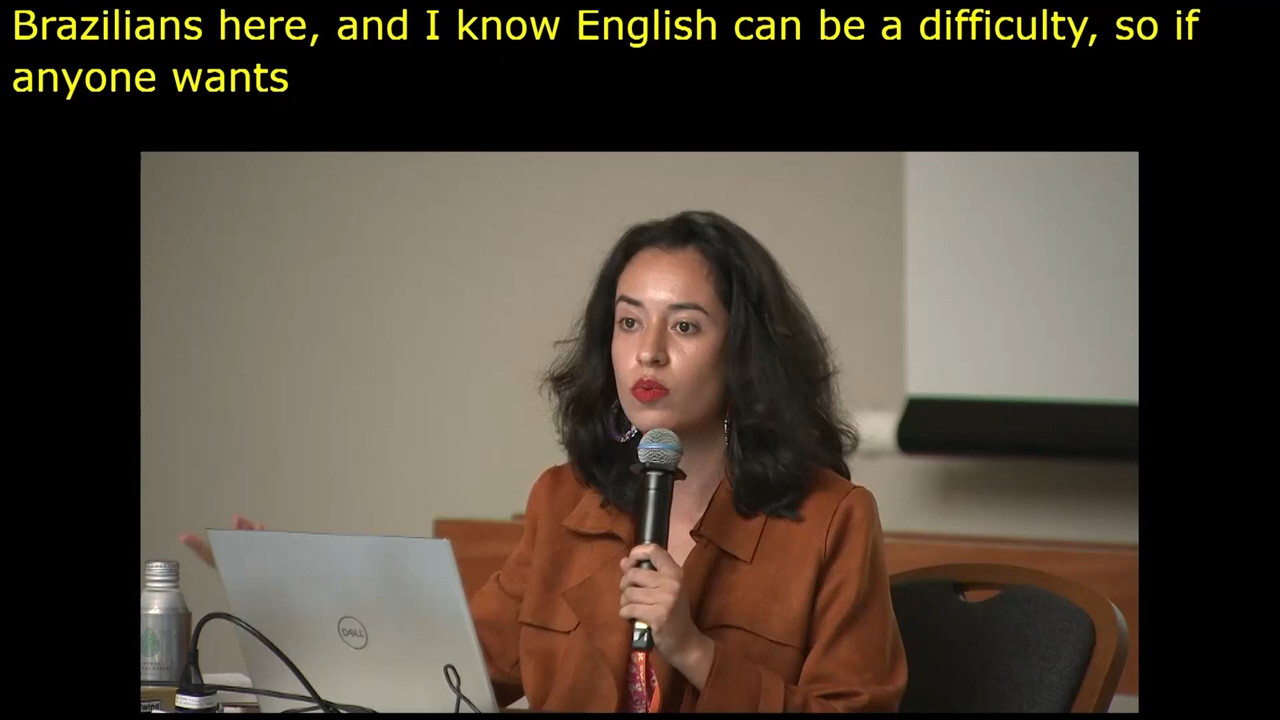 Brazilians here, and I know English can be a difficulty, so if
anyone wants
DELL